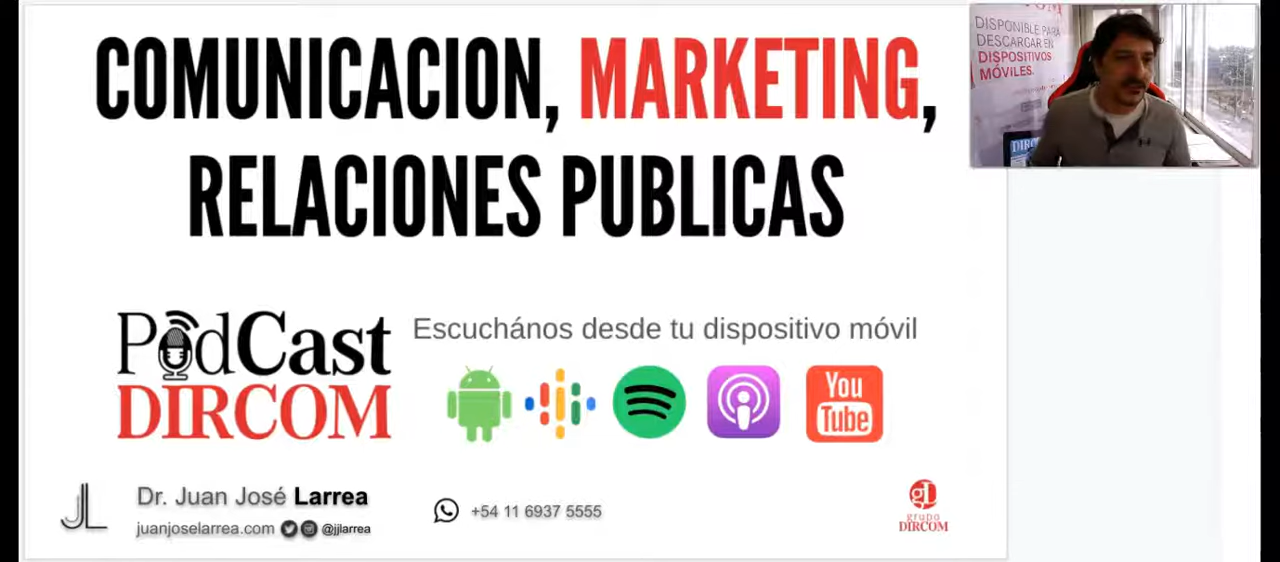 COMUNICACION, MARKETING,
RELACIONES PUBLICAS
PodCast
DIRCOM
Escuchános desde tu dispositivo móvil
You
Tube
Dr. Juan José Larrea
juanjoselarrea.com @jjlarrea
+54 11 6937 5555
gL
grupo
DIRCOM
DISPONIBLE PARA
DESCARGAR EN
DISPOSITIVOS
MÓVILES.